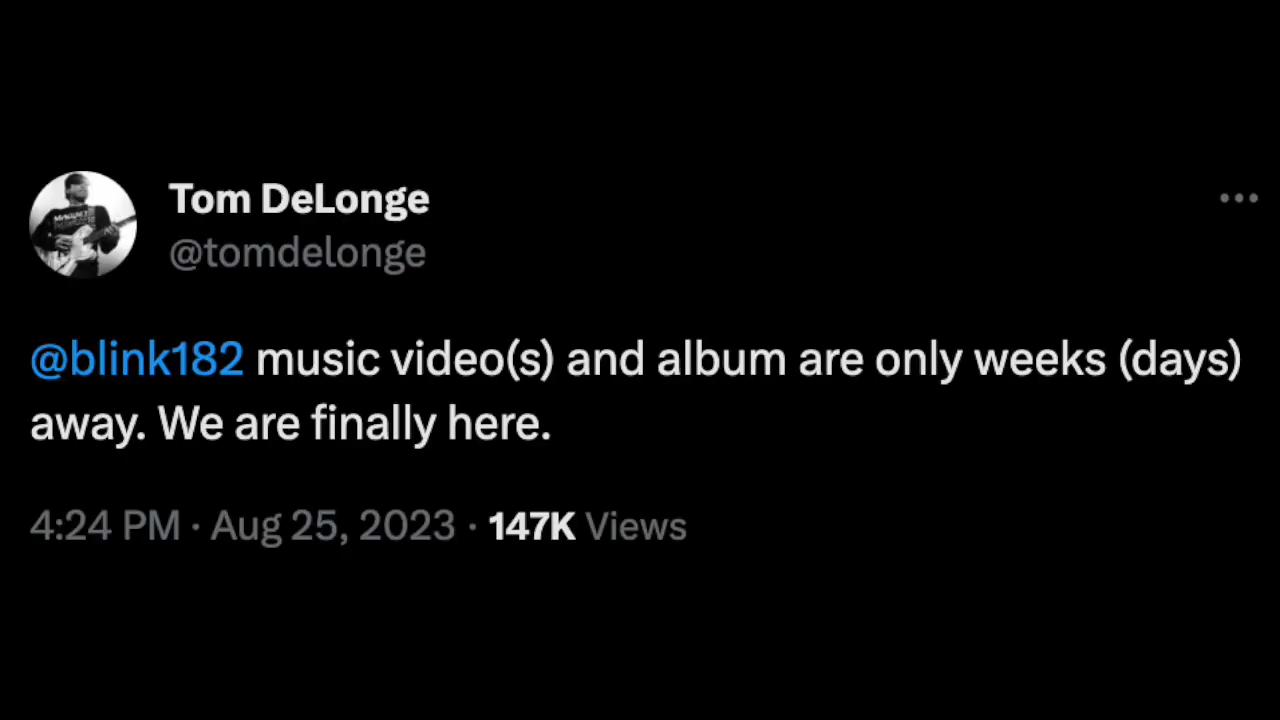 Tom DeLonge
@tomdelonge
@blink182 music video(s) and album are only weeks (days)
away. We are finally here.
4:24 PM · Aug 25, 2023 · 147K Views